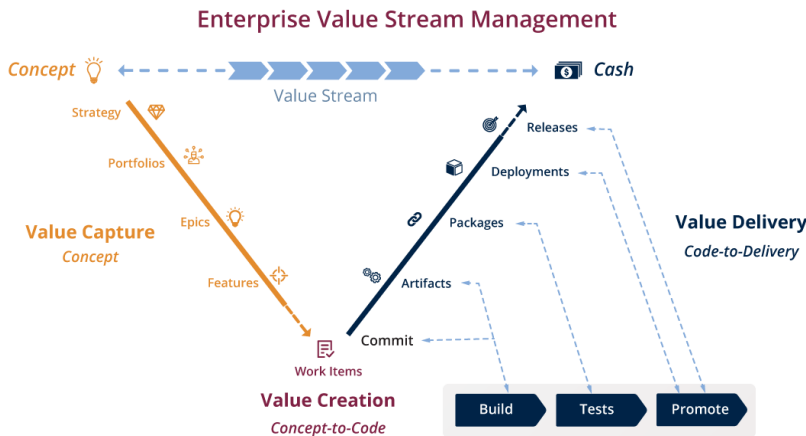 Enterprise Value Stream Management
Concept
Cash
Value Stream
Strategy
Releases
Portfolios
Deployments
Value Capture
Concept
Epics
Packages
Value Delivery
Code-to-Delivery
Features
Artifacts
Commit
Work Items
Value Creation
Concept-to-Code
Build
Tests
Promote